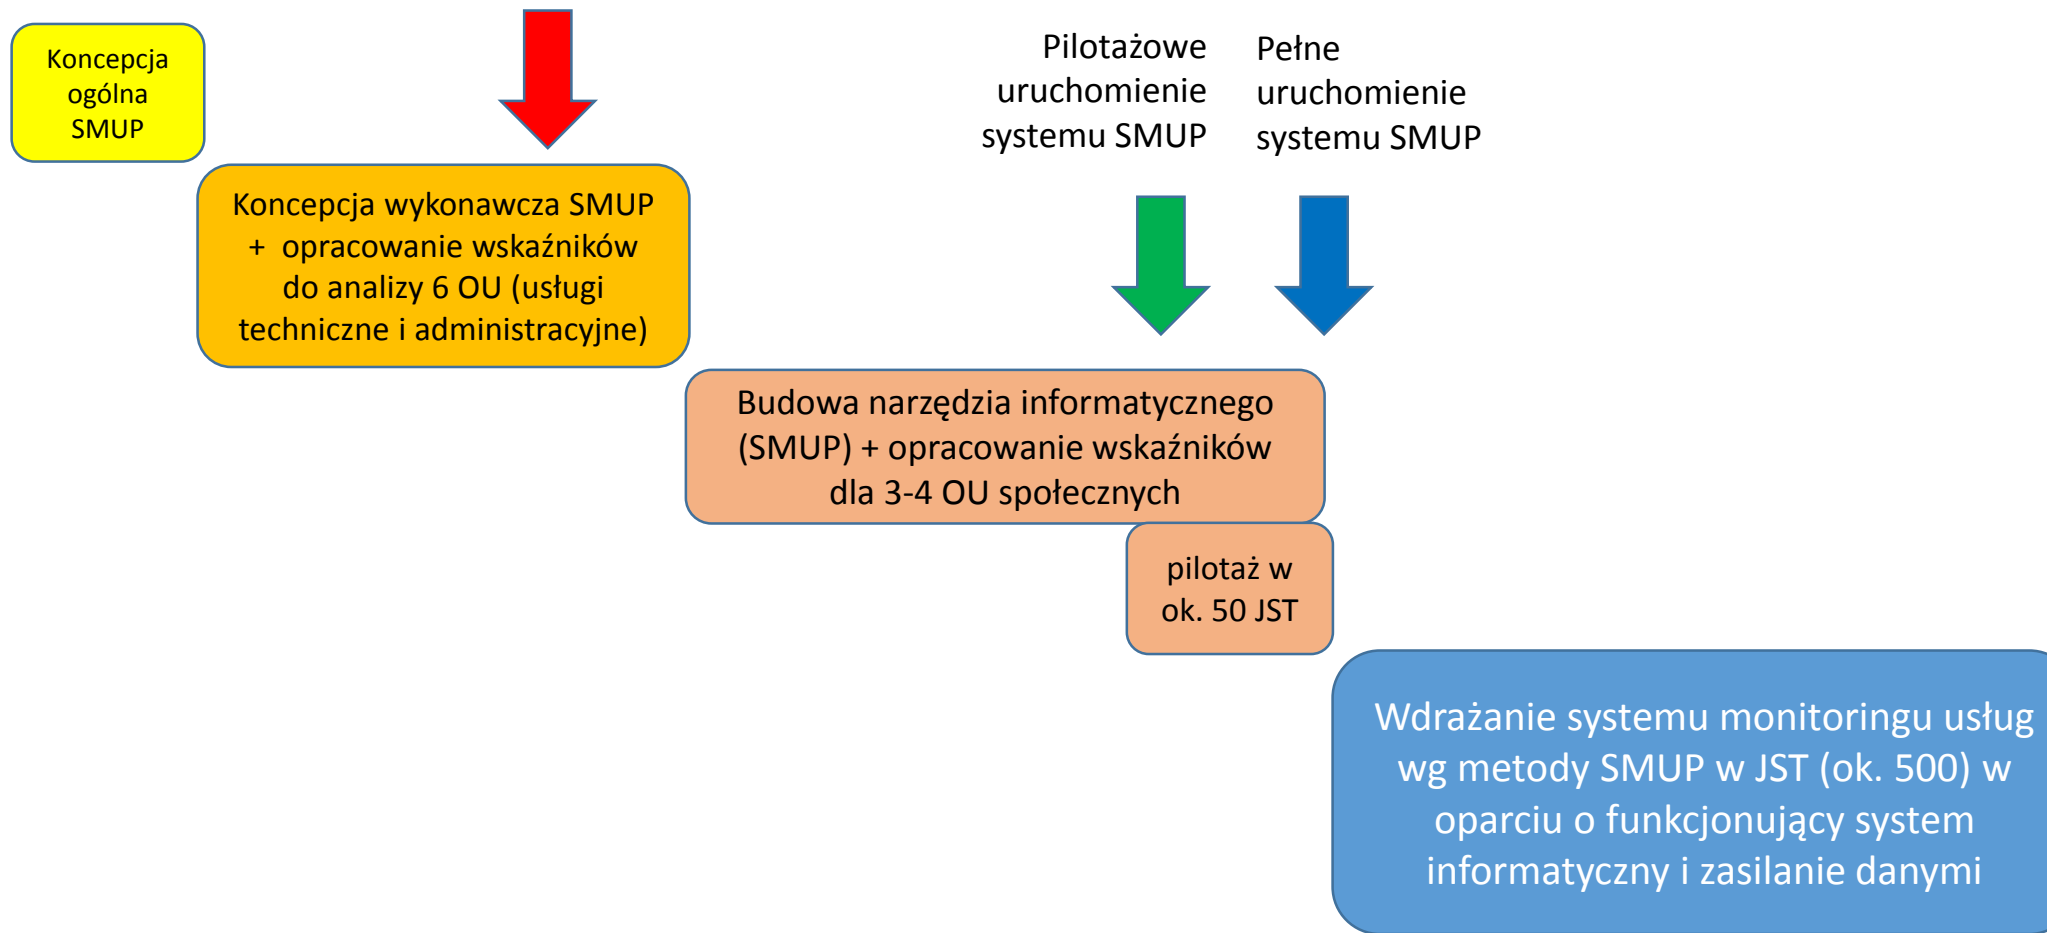 Koncepcja
ogólna
SMUP
Pilotażowe
uruchomienie
systemu SMUP
Pełne
uruchomienie
systemu SMUP
Koncepcja wykonawcza SMUP
+ opracowanie wskaźników
do analizy 6 OU (usługi
techniczne i administracyjne)
Budowa narzędzia informatycznego
(SMUP) + opracowanie wskaźników
dla 3-4 OU społecznych
pilotaż w
ok. 50 JST
Wdrażanie systemu monitoringu usług
wg metody SMUP w JST (ok. 500) w
oparciu o funkcjonujący system
informatyczny i zasilanie danymi